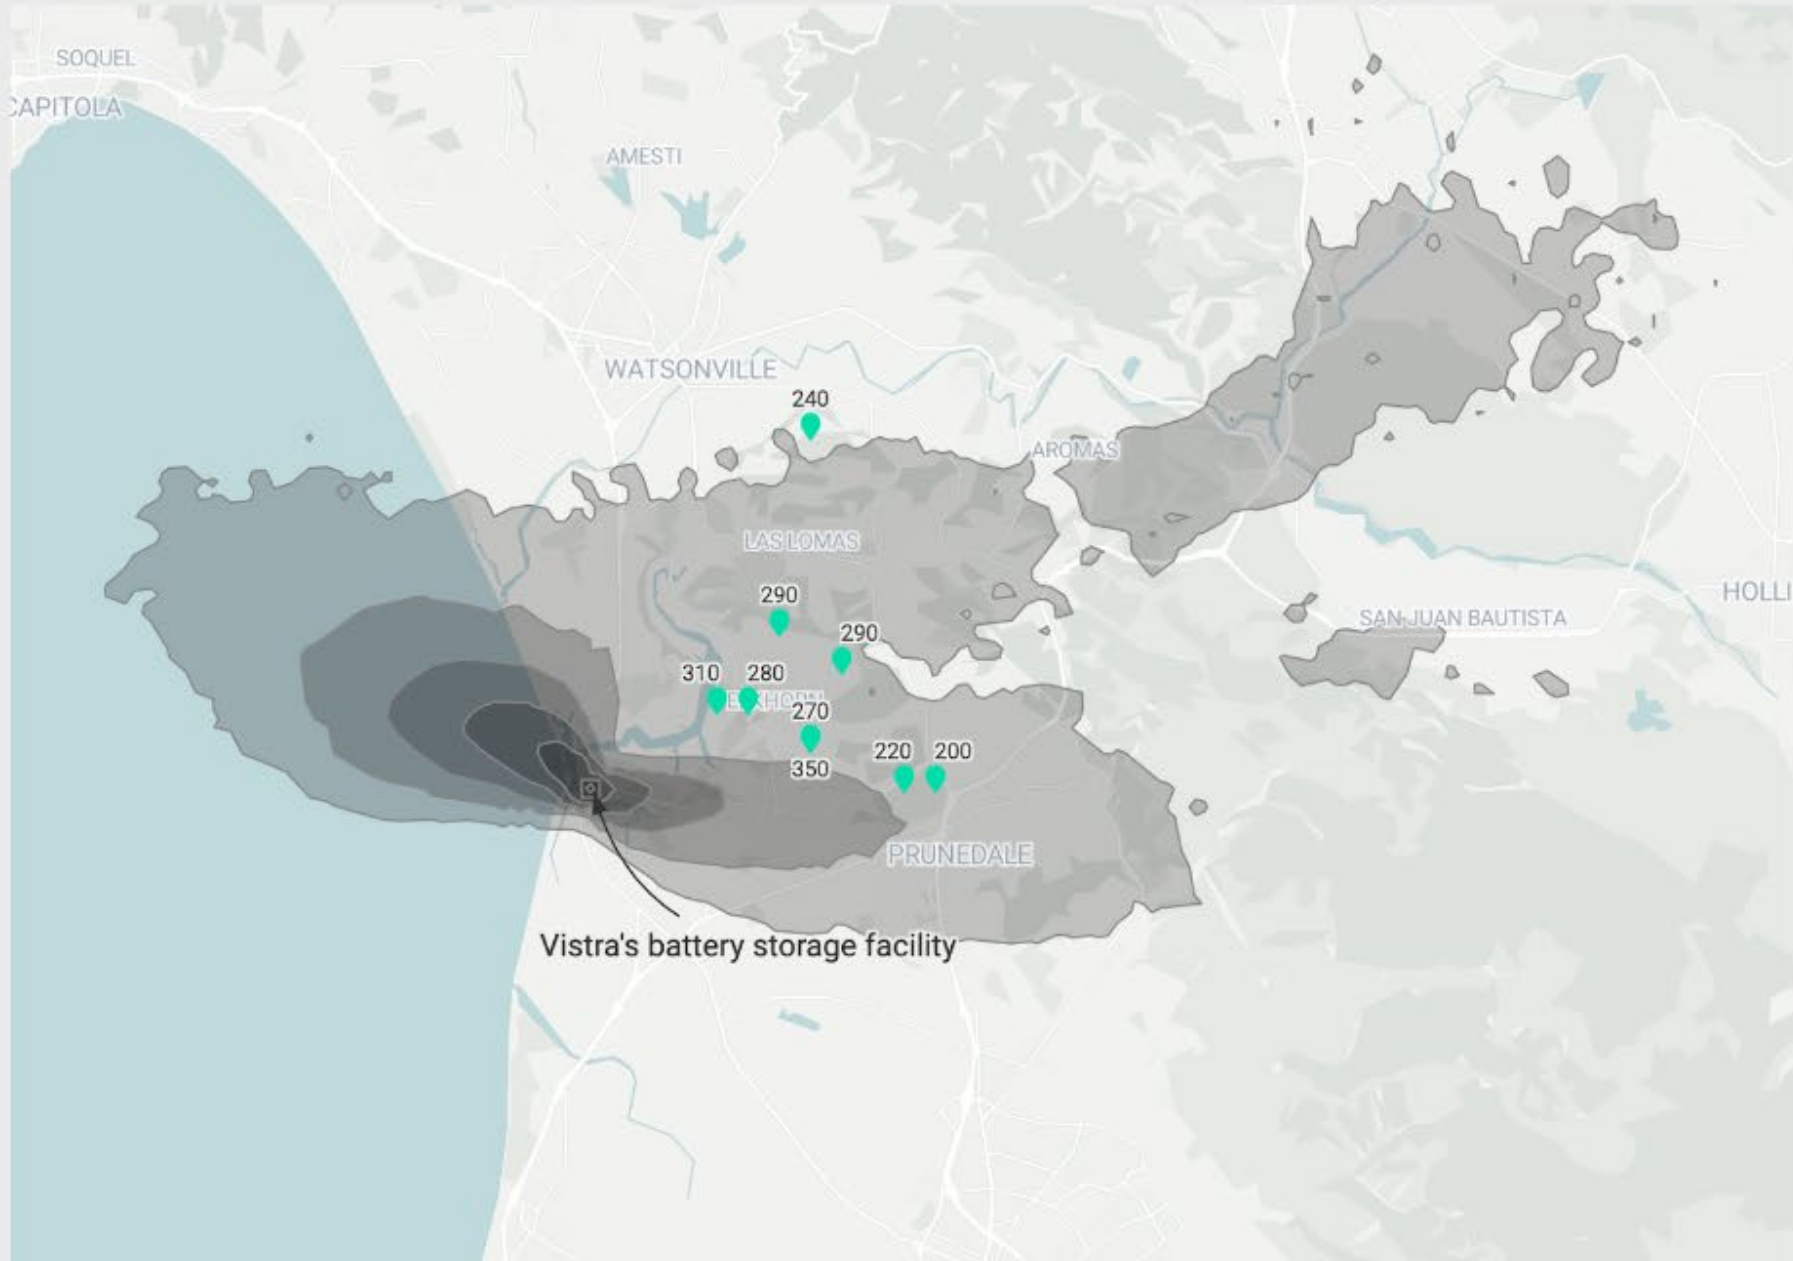 SOQUEL
CAPITOLA
AMESTI
WATSONVILLE
240
AROMAS
LAS LOMAS
290
HOLLI
SAN JUAN BAUTISTA
290
310
280
ELKHORN
270
220
200
350
PRUNEDALE
Vistra's battery storage facility